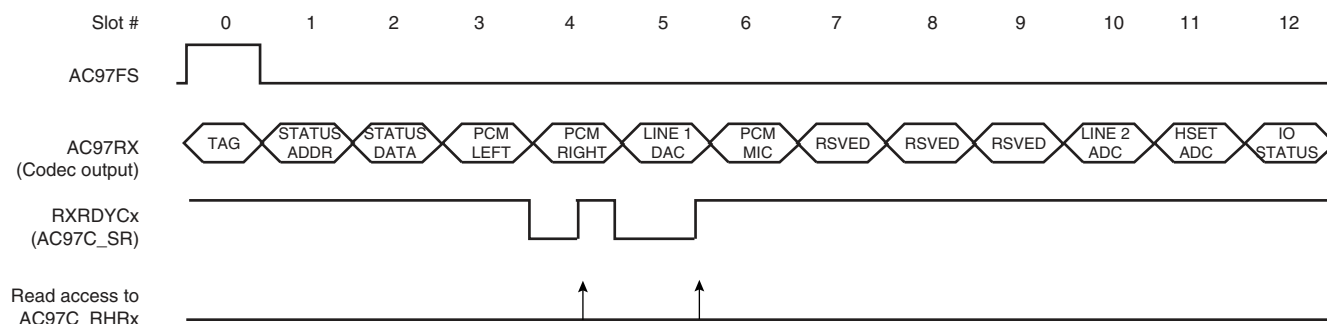 Slot # 0 1 2 3 4 5 6 7 8 9 10 11 12
AC97FS
AC97RX
(Codec output)
TAG
STATUS
ADDR
STATUS
DATA
PCM
LEFT
PCM
RIGHT
LINE 1
DAC
PCM
MIC
RSVED
RSVED
RSVED
LINE 2
ADC
HSET
ADC
IO
STATUS
RXRDYCx
(AC97C_SR)
Read access to
AC97C_RHRx